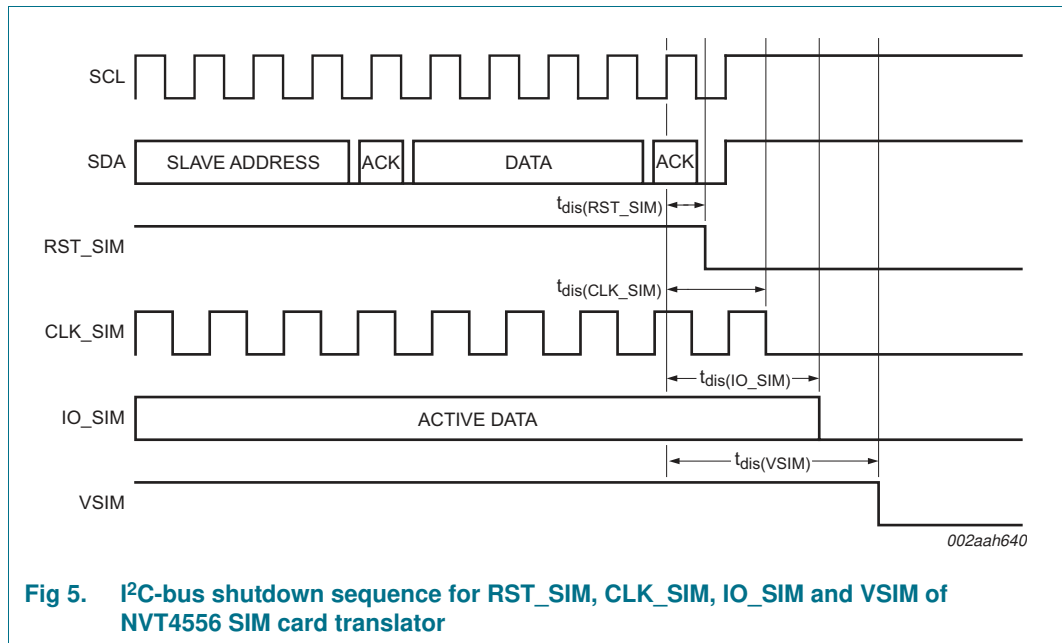 SCL
SDA
SLAVE ADDRESS
ACK
DATA
ACK
tdis(RST_SIM)
RST_SIM
tdis(CLK_SIM)
CLK_SIM
tdis(IO_SIM)
IO_SIM
ACTIVE DATA
tdis(VSIM)
VSIM
002aah640
Fig 5. I²C-bus shutdown sequence for RST_SIM, CLK_SIM, IO_SIM and VSIM of
NVT4556 SIM card translator